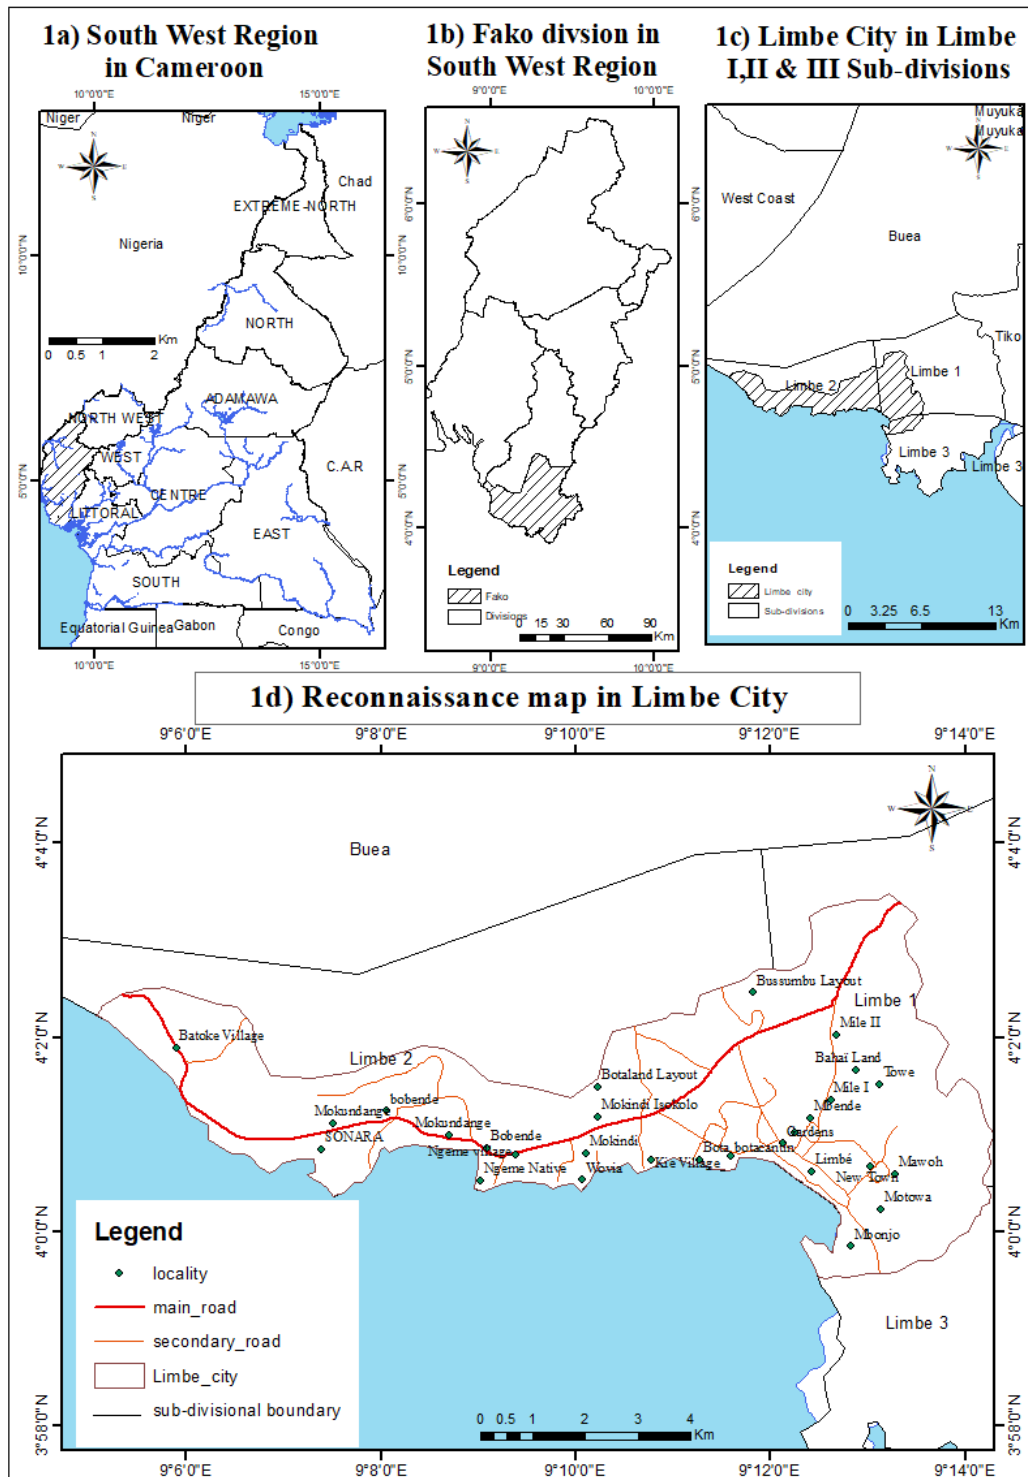 1a) South West Region
in Cameroon
10°0'0"E
15°0'0"E
Niger
Niger
N
W
E
S
Chad
EXTREME-NORTH
Nigeria
10°0'0"N
10°0'0"N
NORTH
Km
0 0.5 1 2
ADAMAWA
NORTH WEST
WEST
C.A.R
5°0'0"N
5°0'0"N
CENTRE
LITTORAL
EAST
SOUTH
Equatorial Guinea
Gabon
Congo
10°0'0"E
15°0'0"E
1b) Fako divsion in
South West Region
9°0'0"E
10°0'0"E
N
W
E
S
6°0'0"N
6°0'0"N
5°0'0"N
5°0'0"N
4°0'0"N
4°0'0"N
Legend
Fako
Divisions
0 15 30 60 90
Km
9°0'0"E
10°0'0"E
1c) Limbe City in Limbe
I,II & III Sub-divisions
Muyuka
Muyuka
N
W
E
S
West Coast
Buea
Tiko
Limbe 2
Limbe 1
Limbe 3
Limbe 3
Legend
Limbe city
Sub-divisions
0 3.25 6.5 13
Km
1d) Reconnaissance map in Limbe City
9°6'0"E
9°8'0"E
9°10'0"E
9°12'0"E
9°14'0"E
N
W
E
S
4°4'0"N
4°4'0"N
Buea
Bussumbu Layout
Limbe 1
Mile II
4°2'0"N
4°2'0"N
Batoke Village
Limbe 2
Bahaï Land
Botaland Layout
Towe
Mile I
bobende
Mokindi Isokolo
Mbende
Mokundange
Mokundange
Gardens
SONARA
Bobende
Mokindi
Ngeme village
Bota_botacantin
Limbé
Mawoh
Ngeme Native
Wovia
Kie Village
New Town
Motowa
4°0'0"N
4°0'0"N
Mbonjo
Limbe 3
Legend
locality
main_road
secondary_road
Limbe_city
sub-divisional boundary
0 0.5 1 2 3 4
Km
3°58'0"N
3°58'0"N
9°6'0"E
9°8'0"E
9°10'0"E
9°12'0"E
9°14'0"E